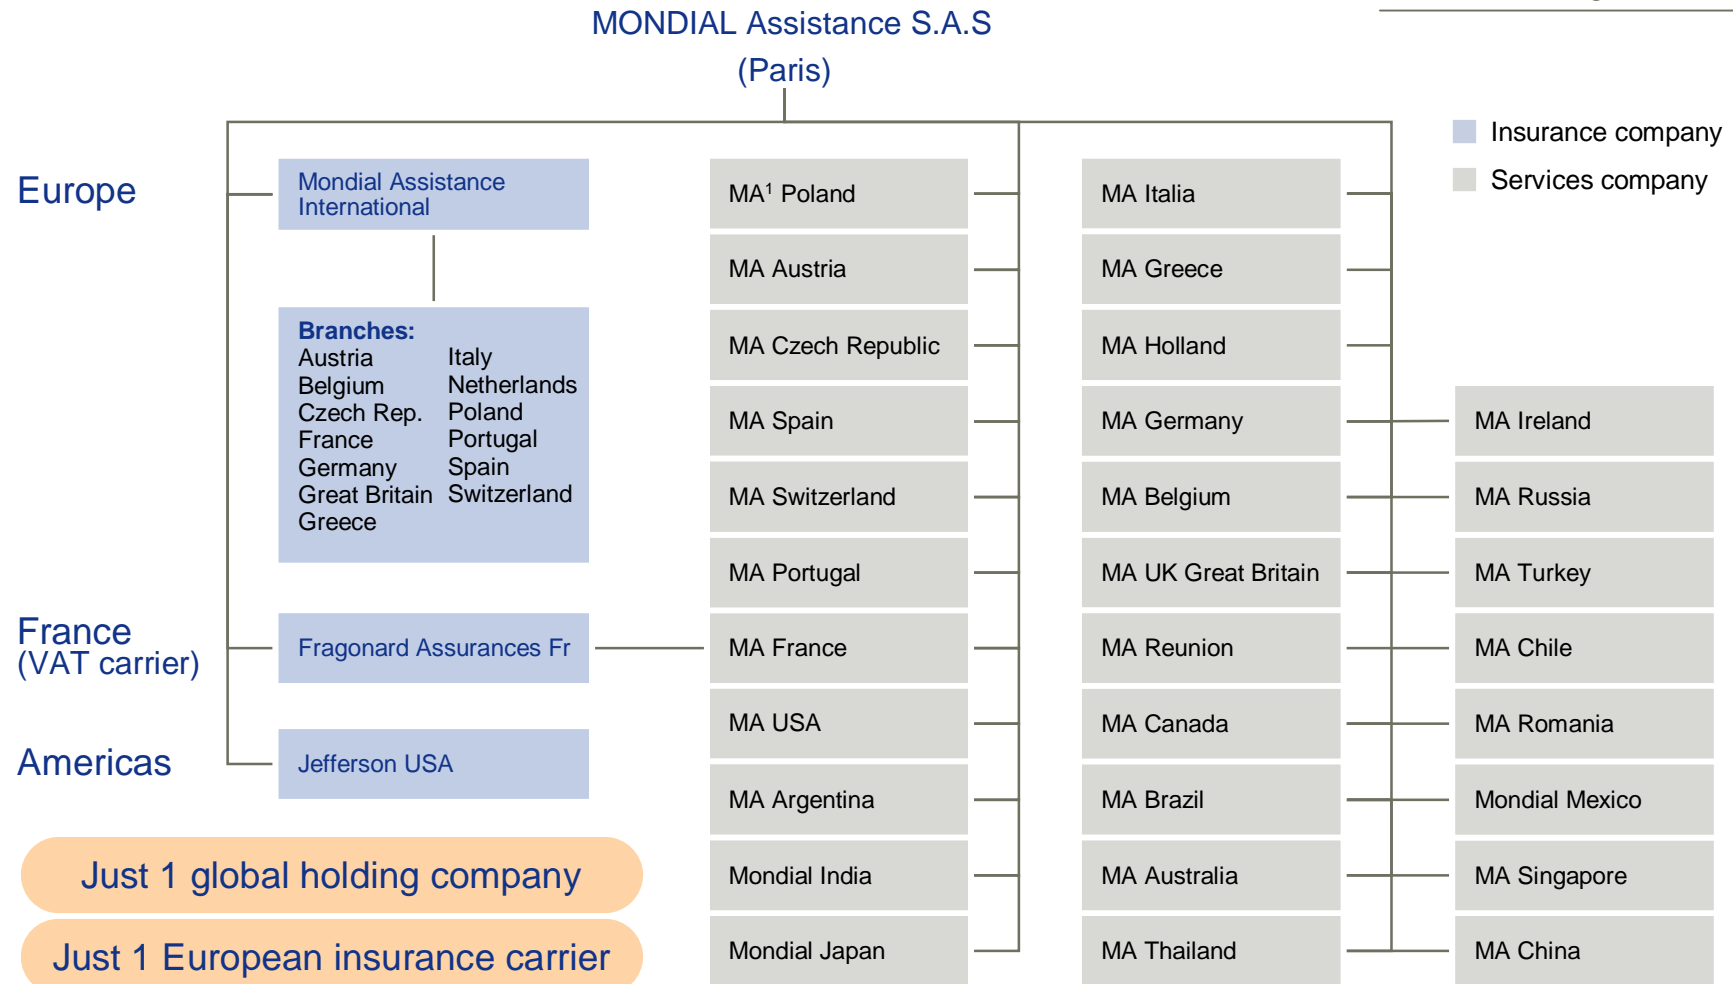 MONDIAL Assistance S.A.S
(Paris)
Insurance company
Services company
Europe
Mondial Assistance
International
Branches:
Austria
Belgium
Czech Rep.
France
Germany
Great Britain
Greece
Italy
Netherlands
Poland
Portugal
Spain
Switzerland
France
(VAT carrier)
Fragonard Assurances Fr
Americas
Jefferson USA
Just 1 global holding company
Just 1 European insurance carrier
MA¹ Poland
MA Austria
MA Czech Republic
MA Spain
MA Switzerland
MA Portugal
MA France
MA USA
MA Argentina
Mondial India
Mondial Japan
MA Italia
MA Greece
MA Holland
MA Germany
MA Belgium
MA UK Great Britain
MA Reunion
MA Canada
MA Brazil
MA Australia
MA Thailand
MA Ireland
MA Russia
MA Turkey
MA Chile
MA Romania
Mondial Mexico
MA Singapore
MA China